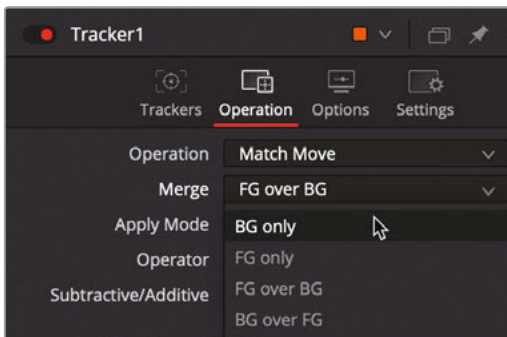 Tracker1
Trackers Operation Options Settings
Operation Match Move
Merge FG over BG
Apply Mode BG only
Operator FG only
Subtractive/Additive FG over BG
BG over FG